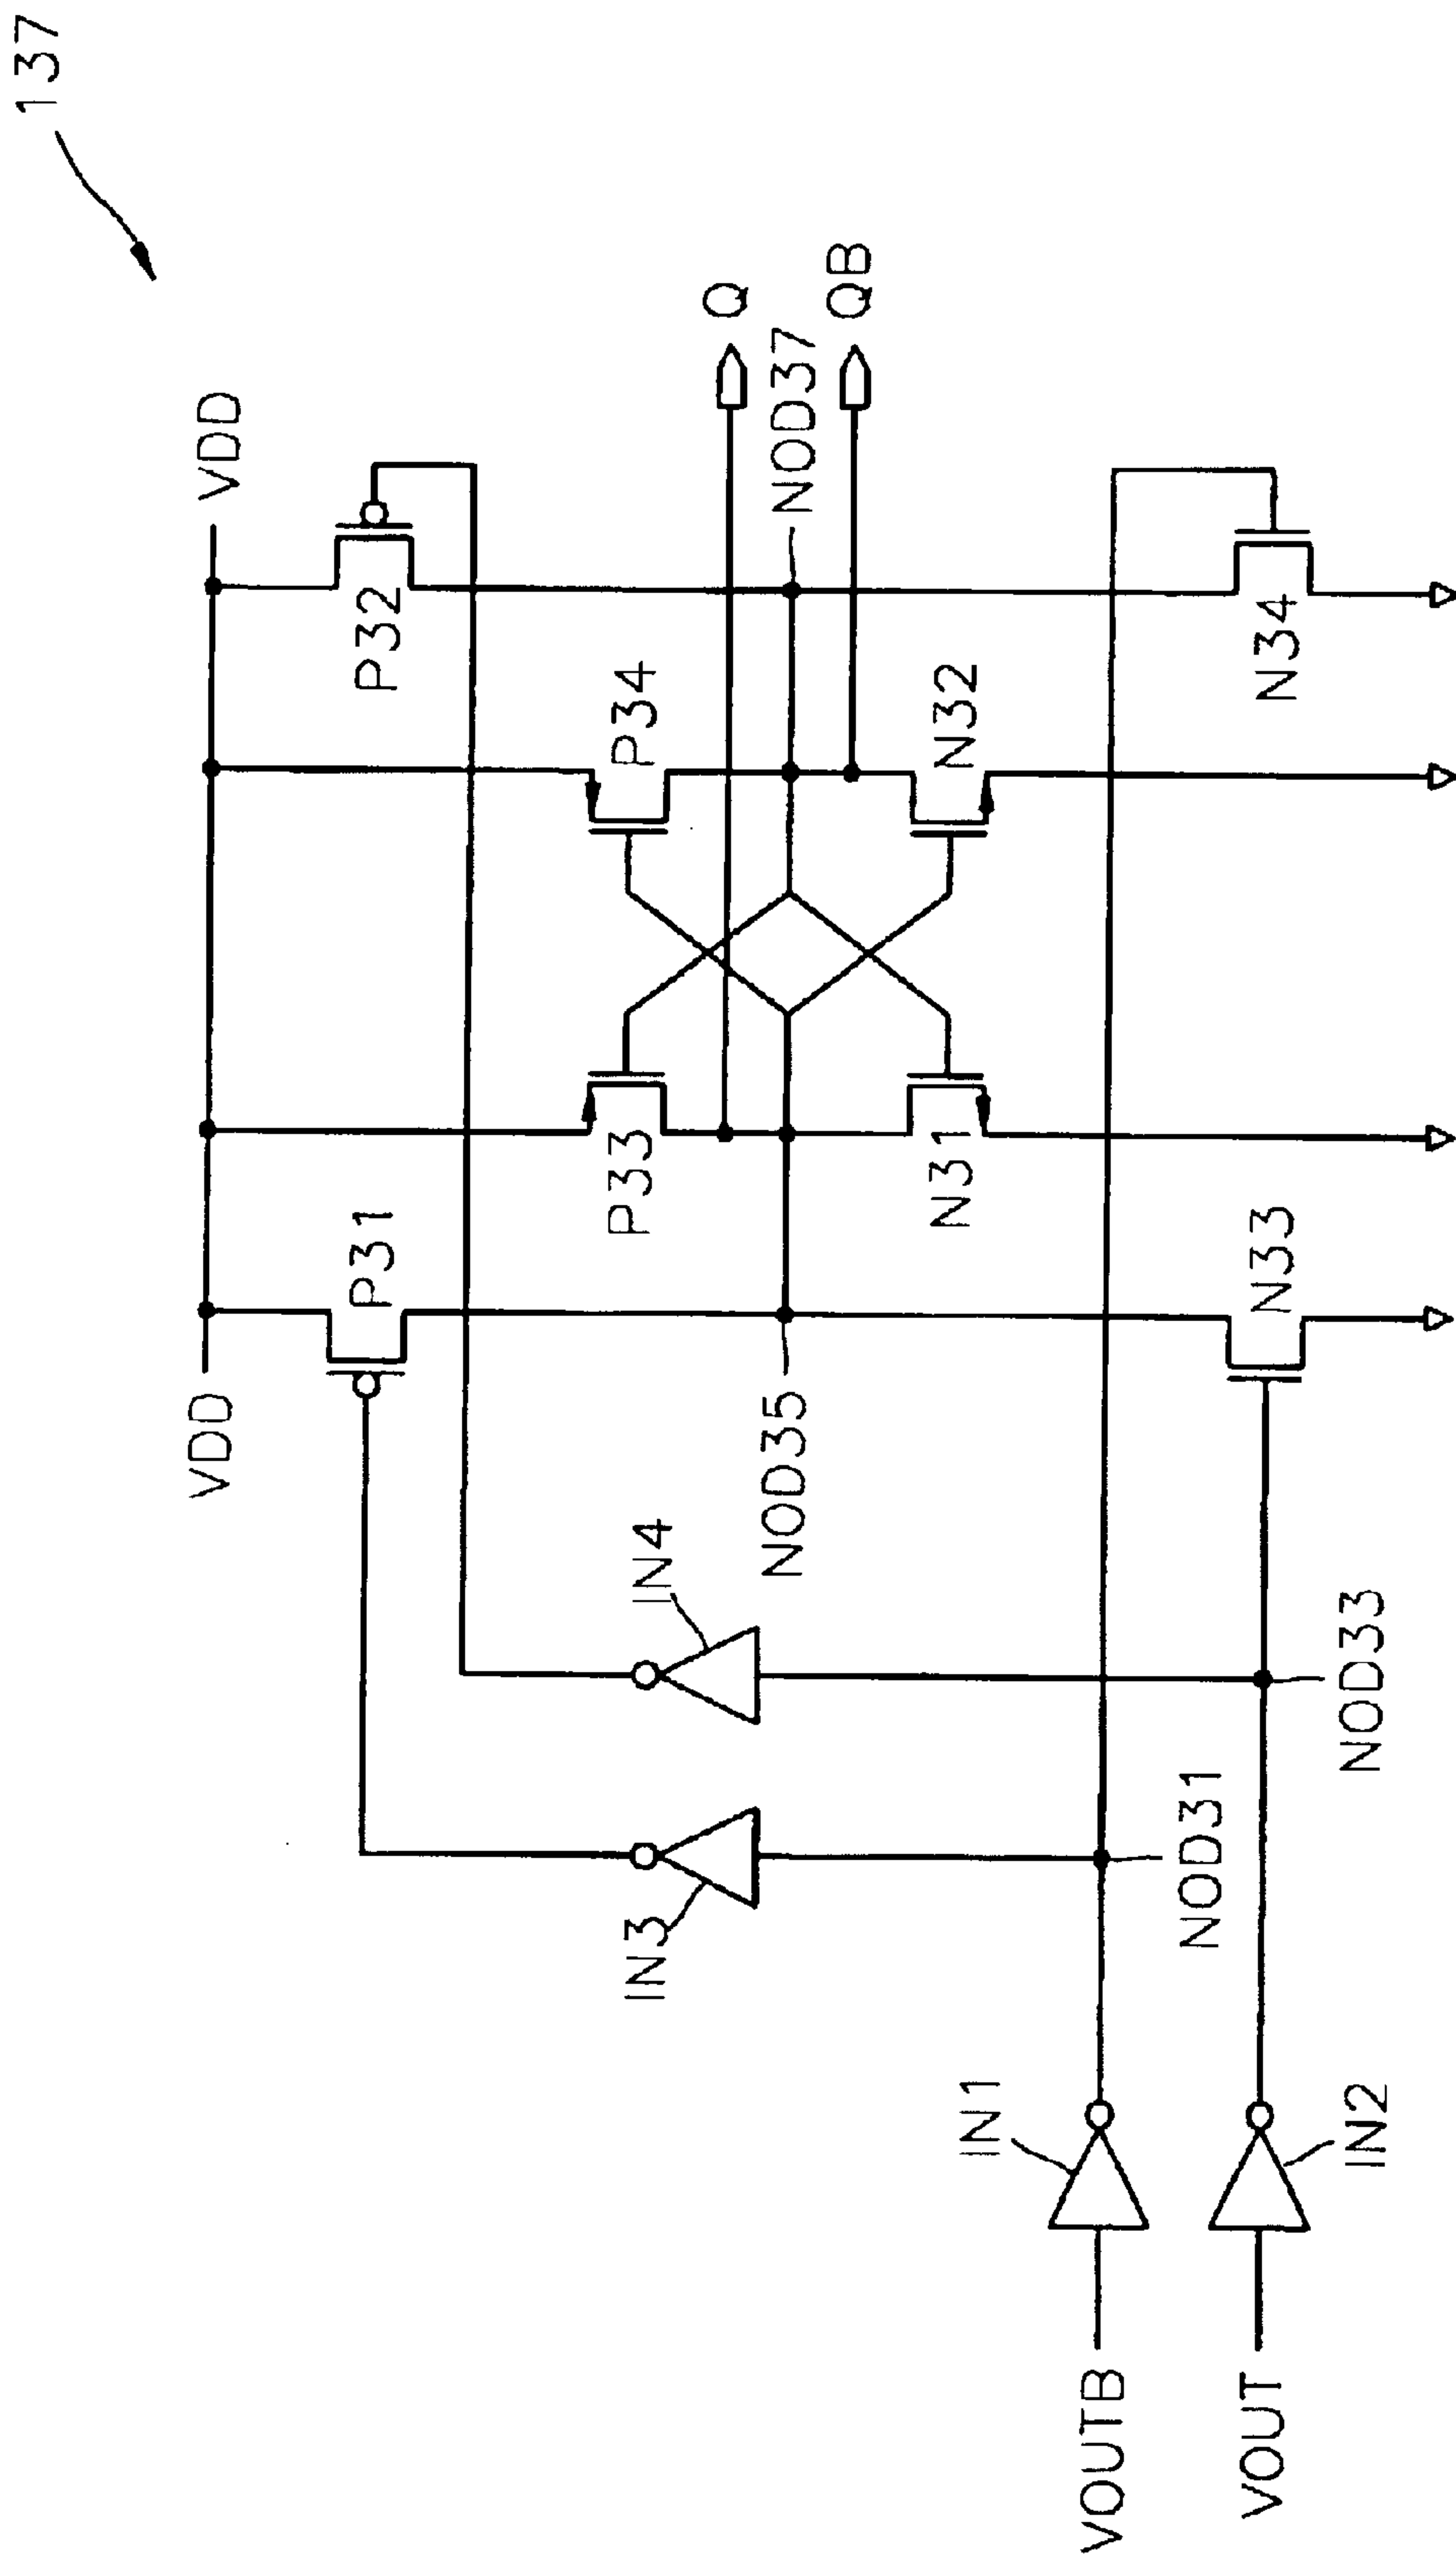 137
VDD
VDD
P31
P32
P33
P34
Q
NOD35
NOD37
QB
IN3
IN4
N31
N32
IN1
NOD31
N33
N34
VOUTB
VOUT
IN2
NOD33